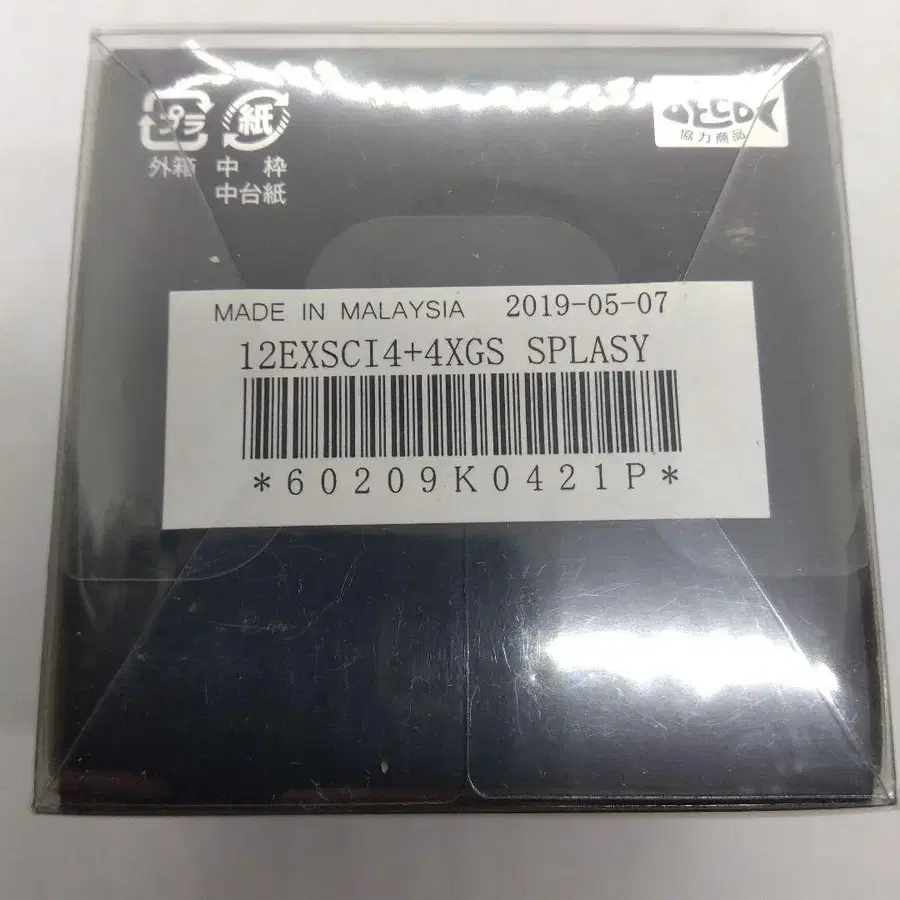 プラ
外箱
紙
中 枠
中台紙
協力商品
MADE IN MALAYSIA 2019-05-07
12EXSCI4+4XGS SPLASY
*60209K0421P*